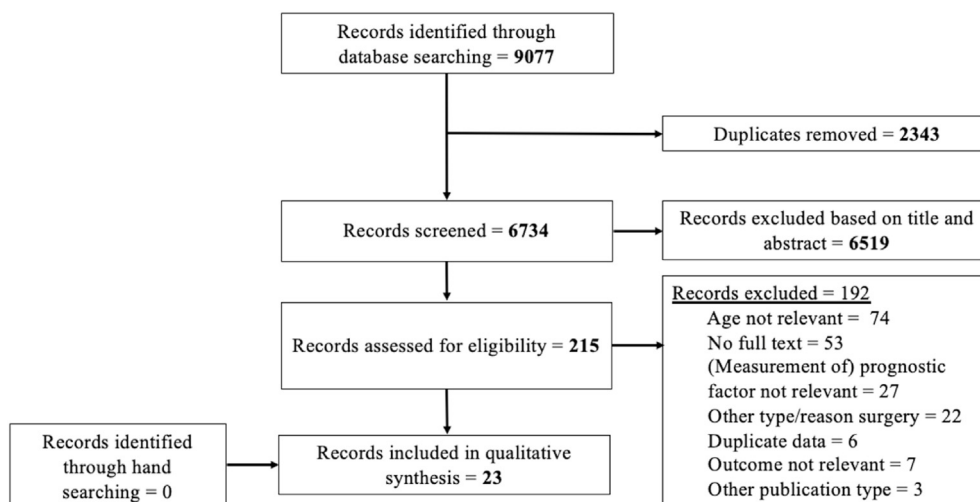 Records identified through
database searching = 9077
Duplicates removed = 2343
Records screened = 6734
Records excluded based on title and
abstract = 6519
Records assessed for eligibility = 215
Records excluded = 192
Age not relevant =  74
No full text = 53
(Measurement of) prognostic
factor not relevant = 27
Other type/reason surgery = 22
Duplicate data = 6
Outcome not relevant = 7
Other publication type = 3
Records identified
through hand
searching = 0
Records included in qualitative
synthesis = 23